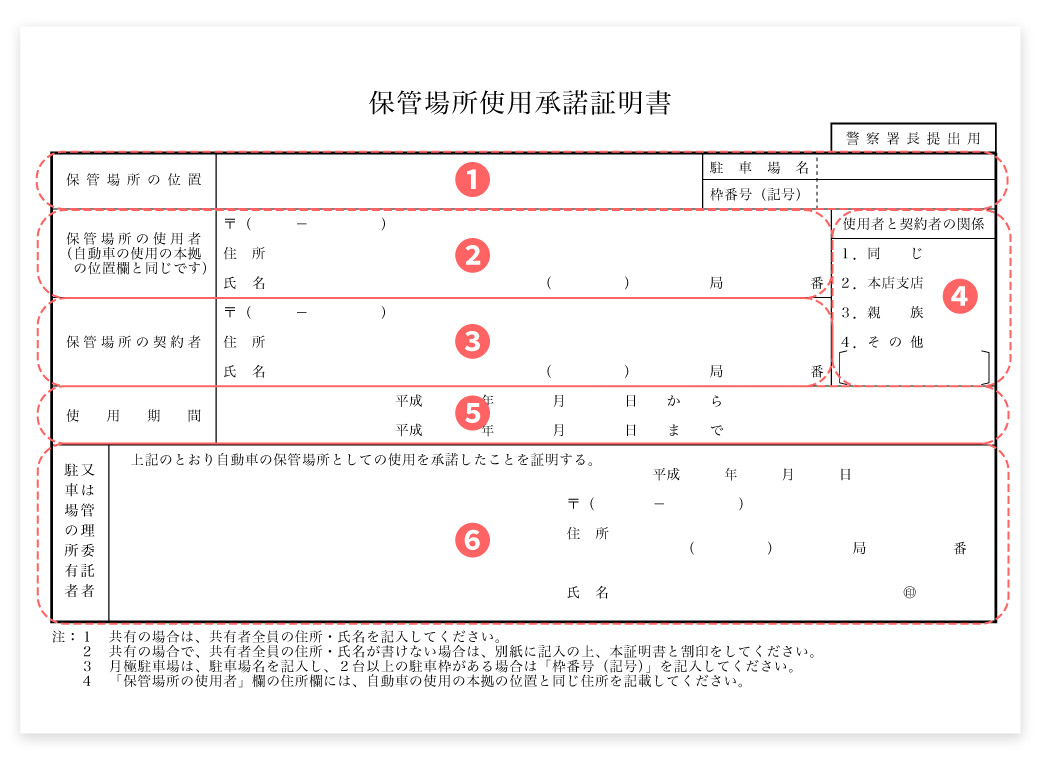 保管場所使用承諾証明書
警察署長提出用
保管場所の位置
1
駐車場名
枠番号（記号）
保管場所の使用者
（自動車の使用の本拠
の位置欄と同じです）
〒（　－　）
住所
氏名　（　）　局　番
2
使用者と契約者の関係
1．同じ
2．本店支店
3．親族
4．その他
［　］
4
保管場所の契約者
〒（　－　）
住所
氏名　（　）　局　番
3
使用期間
平成　年　月　日から
平成　年　月　日まで
5
駐車場の所有者
又は管理委託者
上記のとおり自動車の保管場所としての使用を承諾したことを証明する。
平成　年　月　日
〒（　－　）
住所
（　）　局　番
氏名　㊞
6
注：1　共有の場合は、共有者全員の住所・氏名を記入してください。
2　共有の場合で、共有者全員の住所・氏名が書けない場合は、別紙に記入の上、本証明書と割印をしてください。
3　月極駐車場は、駐車場名を記入し、２台以上の駐車枠がある場合は「枠番号（記号）」を記入してください。
4　「保管場所の使用者」欄の住所欄には、自動車の使用の本拠の位置と同じ住所を記載してください。